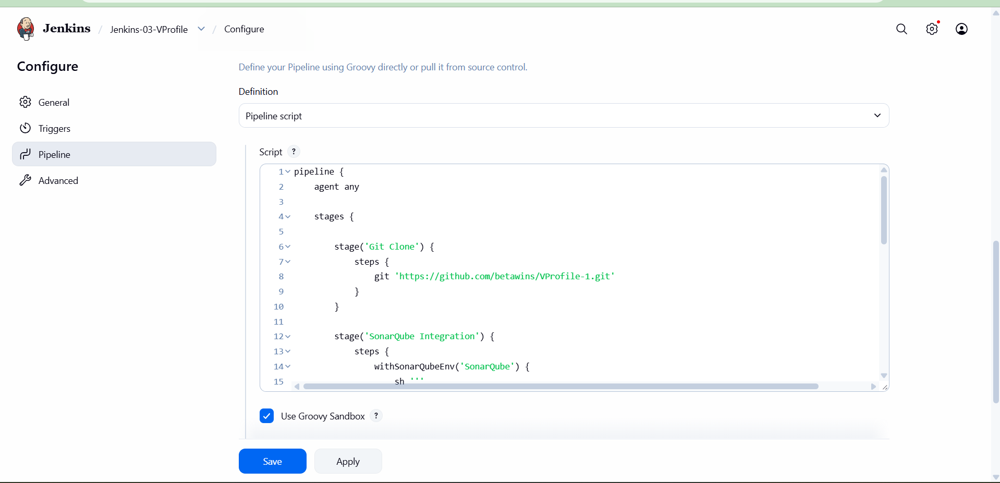 Jenkins / Jenkins-03-VProfile / Configure
Configure
General
Triggers
Pipeline
Advanced
Define your Pipeline using Groovy directly or pull it from source control.
Definition
Pipeline script
Script ?
1 pipeline {
2     agent any
3
4     stages {
5
6         stage('Git Clone') {
7             steps {
8                 git 'https://github.com/betawins/VProfile-1.git'
9             }
10         }
11
12         stage('SonarQube Integration') {
13             steps {
14                 withSonarQubeEnv('SonarQube') {
15                     sh '''
Use Groovy Sandbox ?
Save
Apply